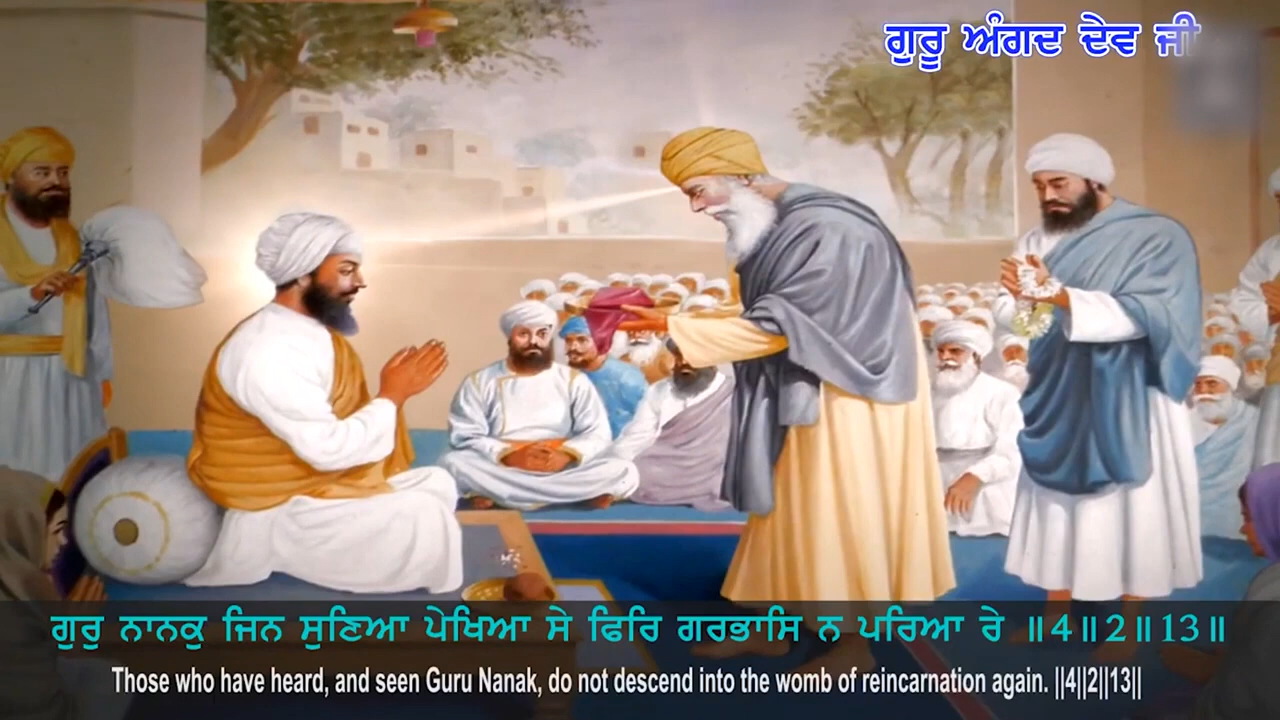 ਗੁਰੂ ਅੰਗਦ ਦੇਵ ਜੀ
ਗੁਰੁ ਨਾਨਕੁ ਜਿਨ ਸੁਣਿਆ ਪੇਖਿਆ ਸੇ ਫਿਰਿ ਗਰਭਾਸਿ ਨ ਪਰਿਆ ਰੇ ॥4॥2॥13॥
Those who have heard, and seen Guru Nanak, do not descend into the womb of reincarnation again. ||4||2||13||